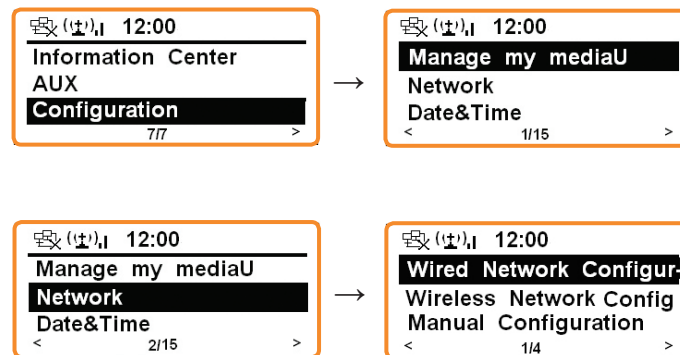 12:00
Information Center
AUX
Configuration
7/7 >
→
12:00
Manage my mediaU
Network
Date&Time
< 1/15 >
12:00
Manage my mediaU
Network
Date&Time
< 2/15 >
→
12:00
Wired Network Configur-
Wireless Network Config
Manual Configuration
< 1/4 >